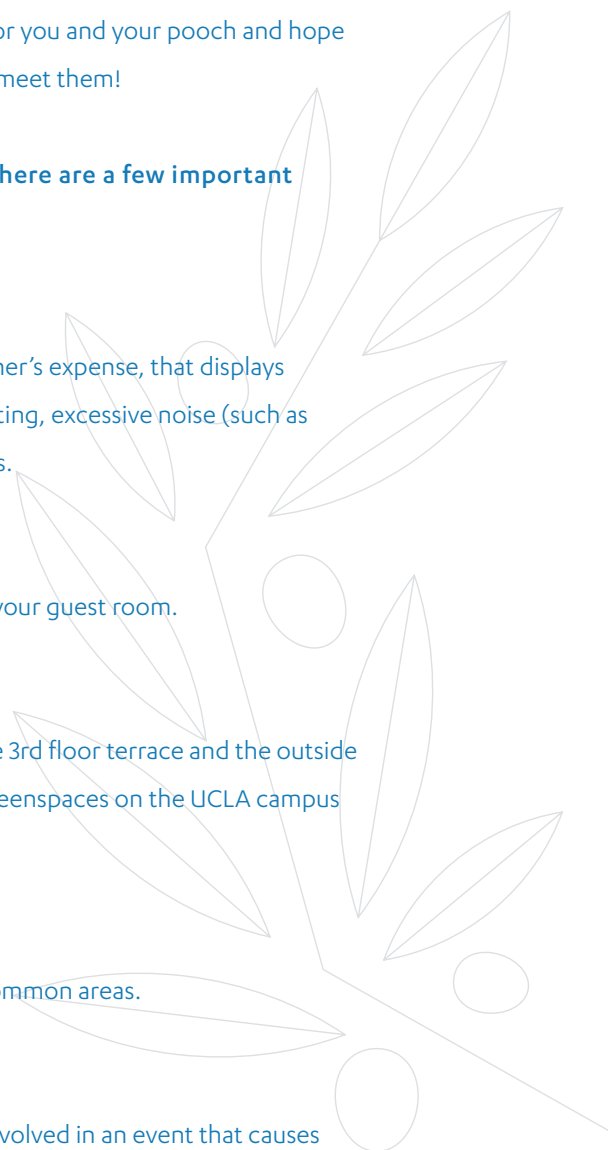 or you and your pooch and hope
meet them!
here are a few important
ner’s expense, that displays
ting, excessive noise (such as
s.
your guest room.
e 3rd floor terrace and the outside
eenspaces on the UCLA campus
ommon areas.
volved in an event that causes